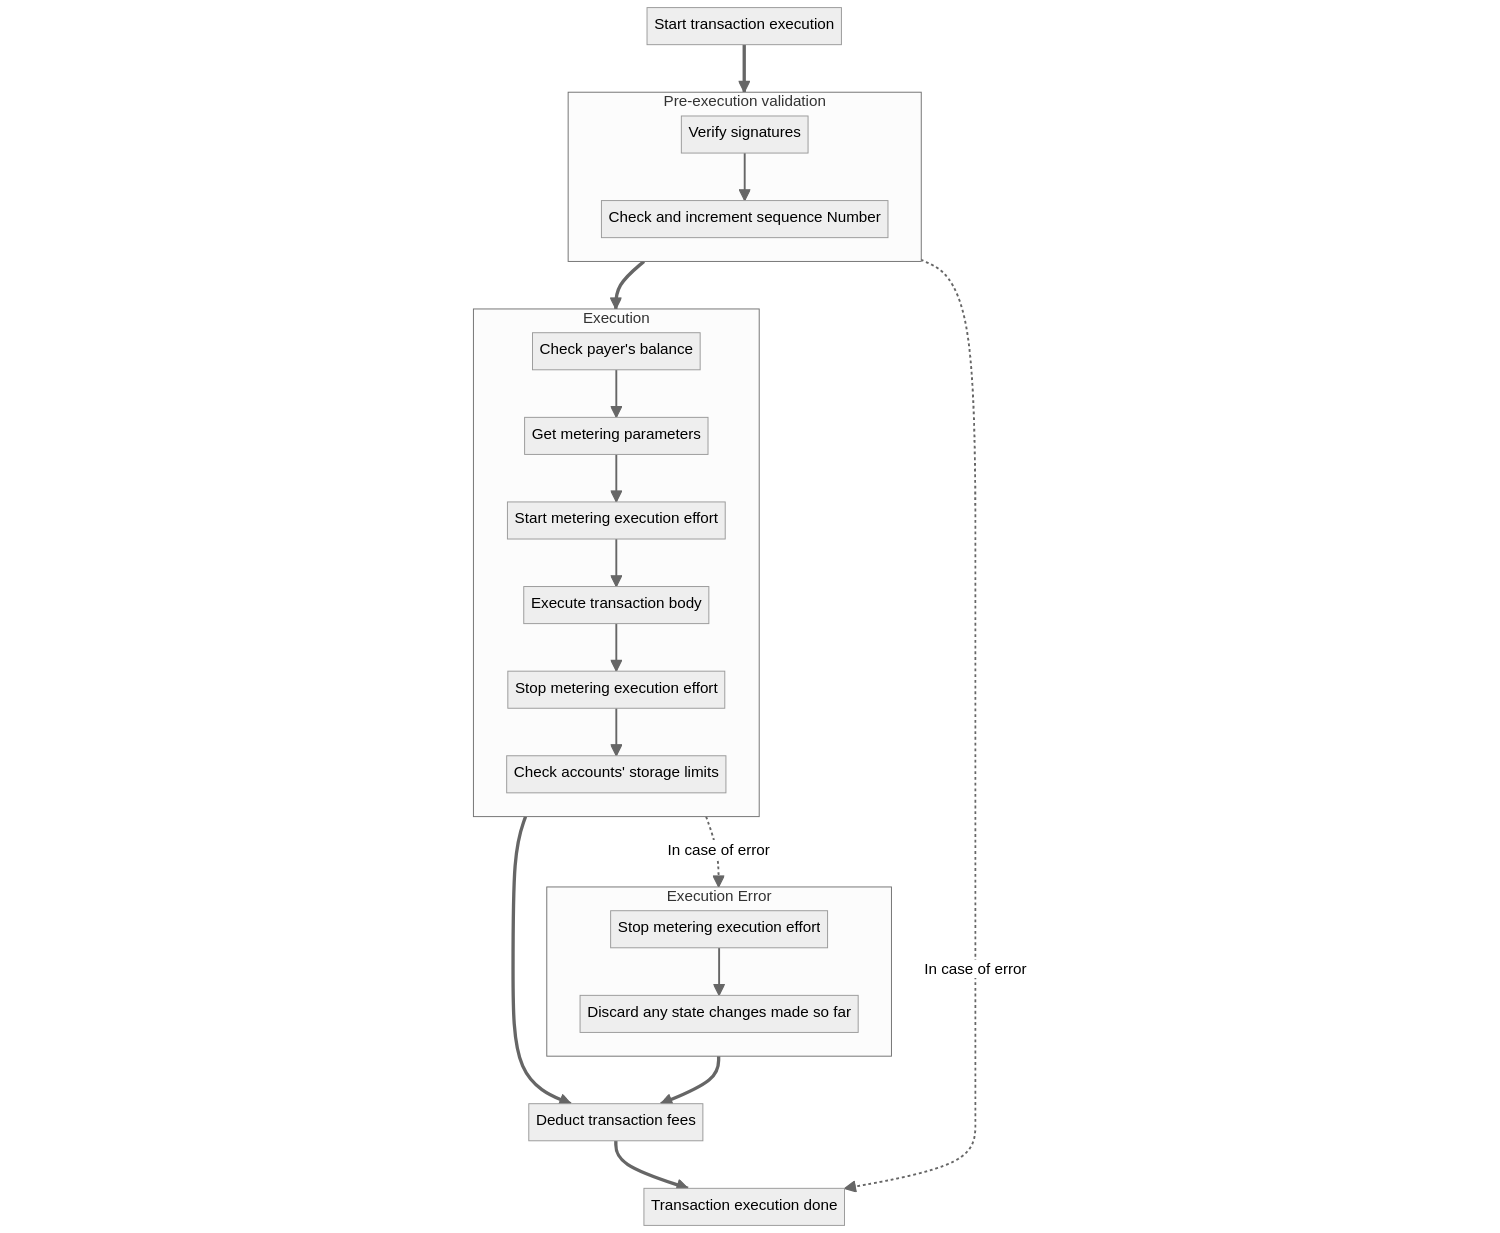 Start transaction execution
Pre-execution validation
Verify signatures
Check and increment sequence Number
Execution
Check payer's balance
Get metering parameters
Start metering execution effort
Execute transaction body
Stop metering execution effort
Check accounts' storage limits
In case of error
Execution Error
Stop metering execution effort
In case of error
Discard any state changes made so far
Deduct transaction fees
Transaction execution done